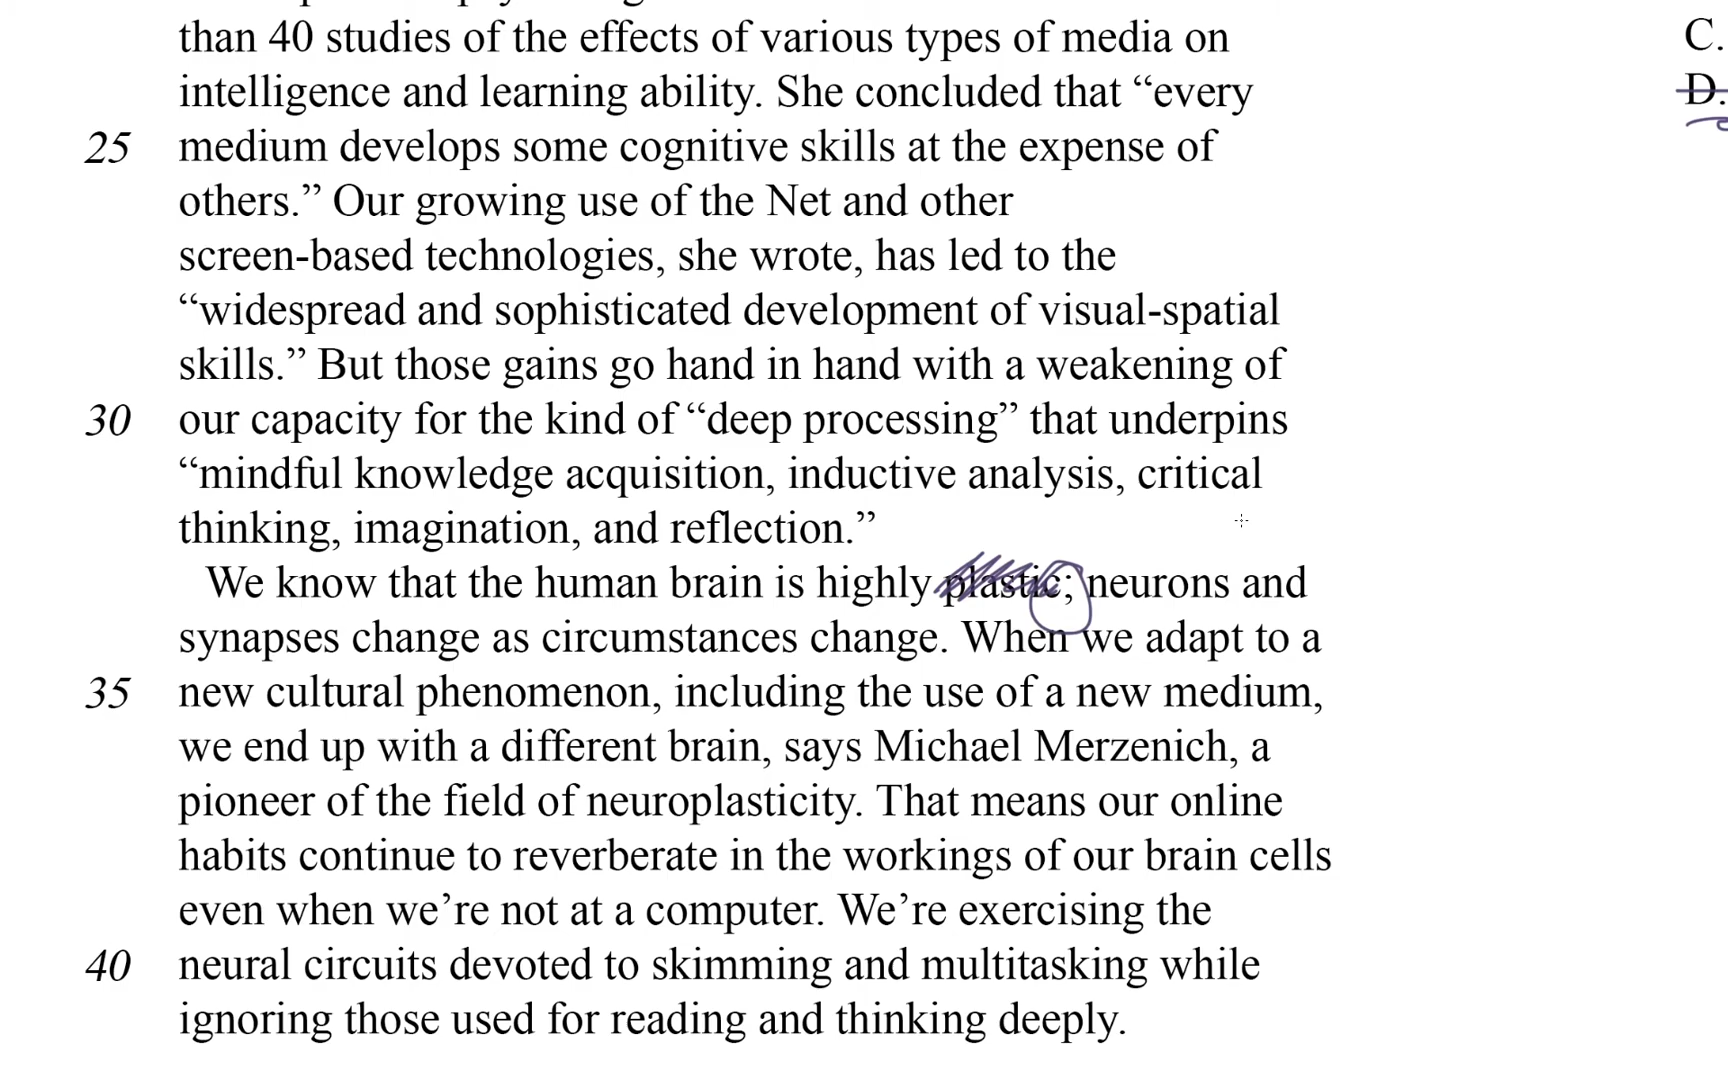 than 40 studies of the effects of various types of media on
intelligence and learning ability. She concluded that “every
25 medium develops some cognitive skills at the expense of
others.” Our growing use of the Net and other
screen-based technologies, she wrote, has led to the
“widespread and sophisticated development of visual-spatial
skills.” But those gains go hand in hand with a weakening of
30 our capacity for the kind of “deep processing” that underpins
“mindful knowledge acquisition, inductive analysis, critical
thinking, imagination, and reflection.”
We know that the human brain is highly plastic; neurons and
synapses change as circumstances change. When we adapt to a
35 new cultural phenomenon, including the use of a new medium,
we end up with a different brain, says Michael Merzenich, a
pioneer of the field of neuroplasticity. That means our online
habits continue to reverberate in the workings of our brain cells
even when we’re not at a computer. We’re exercising the
40 neural circuits devoted to skimming and multitasking while
ignoring those used for reading and thinking deeply.
C.
D.